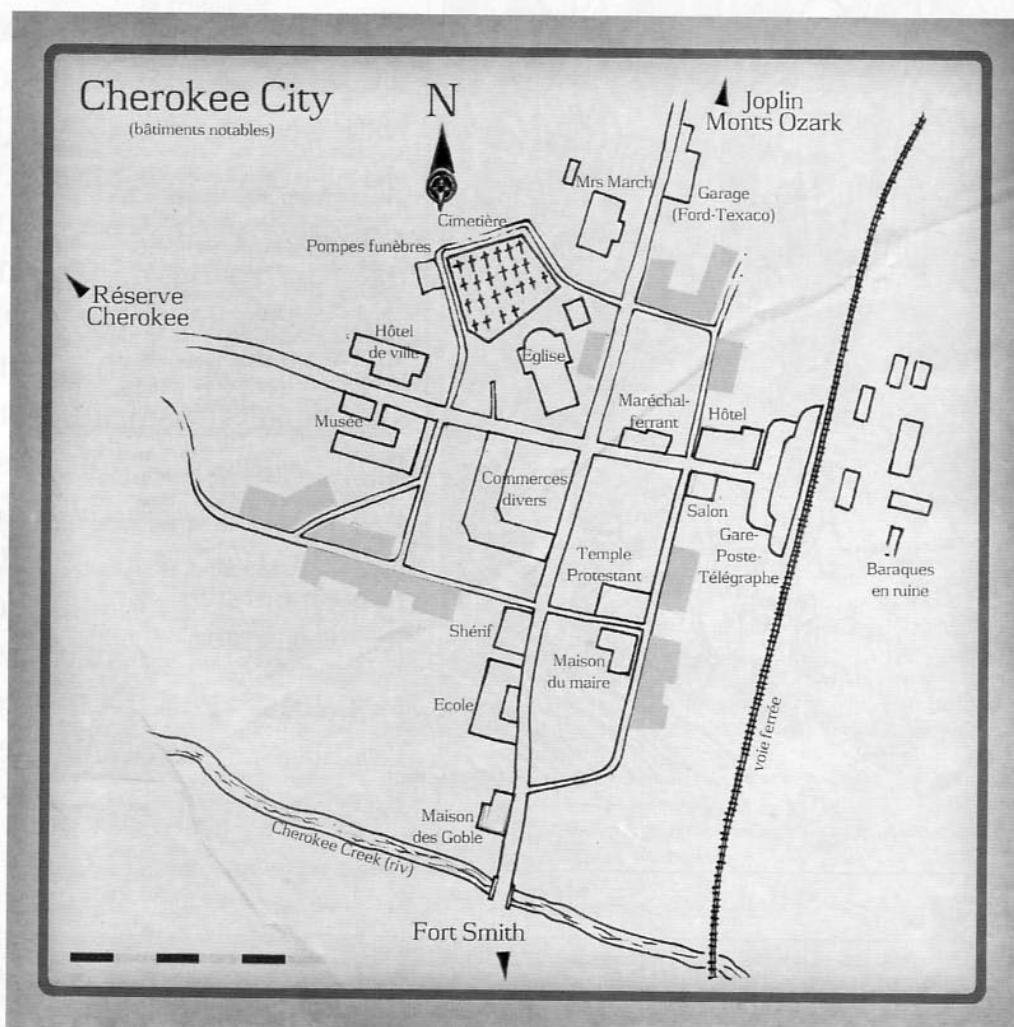 Cherokee City
(bâtiments notables)
N
Joplin
Monts Ozark
Mrs March
Garage
(Ford-Texaco)
Cimetière
Pompes funèbres
Réserve
Cherokee
Hôtel
de ville
Eglise
Musée
Maréchal-
ferrant
Hôtel
Commerces
divers
Salon
Gare-
Poste-
Télégraphe
Temple
Protestant
Baraques
en ruine
Shérif
Maison
du maire
Ecole
voie ferrée
Maison
des Goble
Cherokee Creek (riv)
Fort Smith